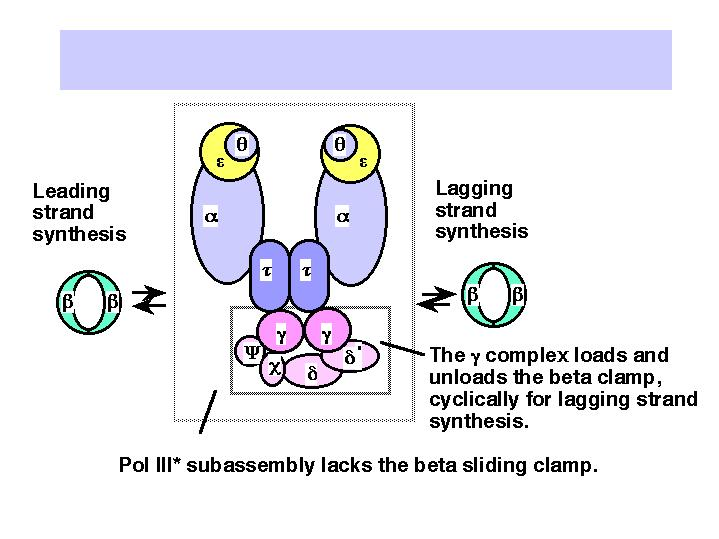 θ θ
ε ε
Leading
strand
synthesis
Lagging
strand
synthesis
α α
τ τ
β β
β β
γ γ
Ψ χ δ δ'
The γ complex loads and
unloads the beta clamp,
cyclically for lagging strand
synthesis.
Pol III* subassembly lacks the beta sliding clamp.